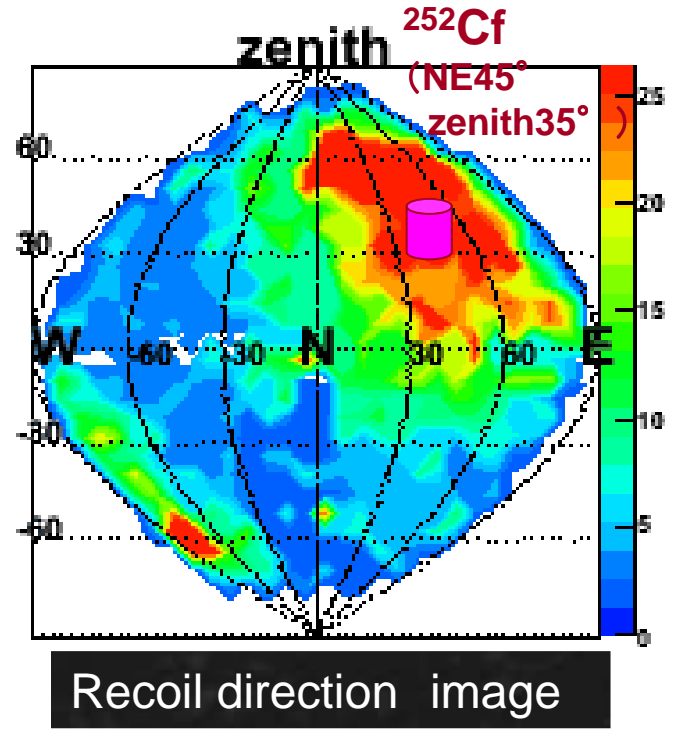 zenith
²⁵²Cf
（NE45°
zenith35°）
60
30
W -60 -30 N 30 60 E
-30
-60
25
20
15
10
5
0
Recoil direction image